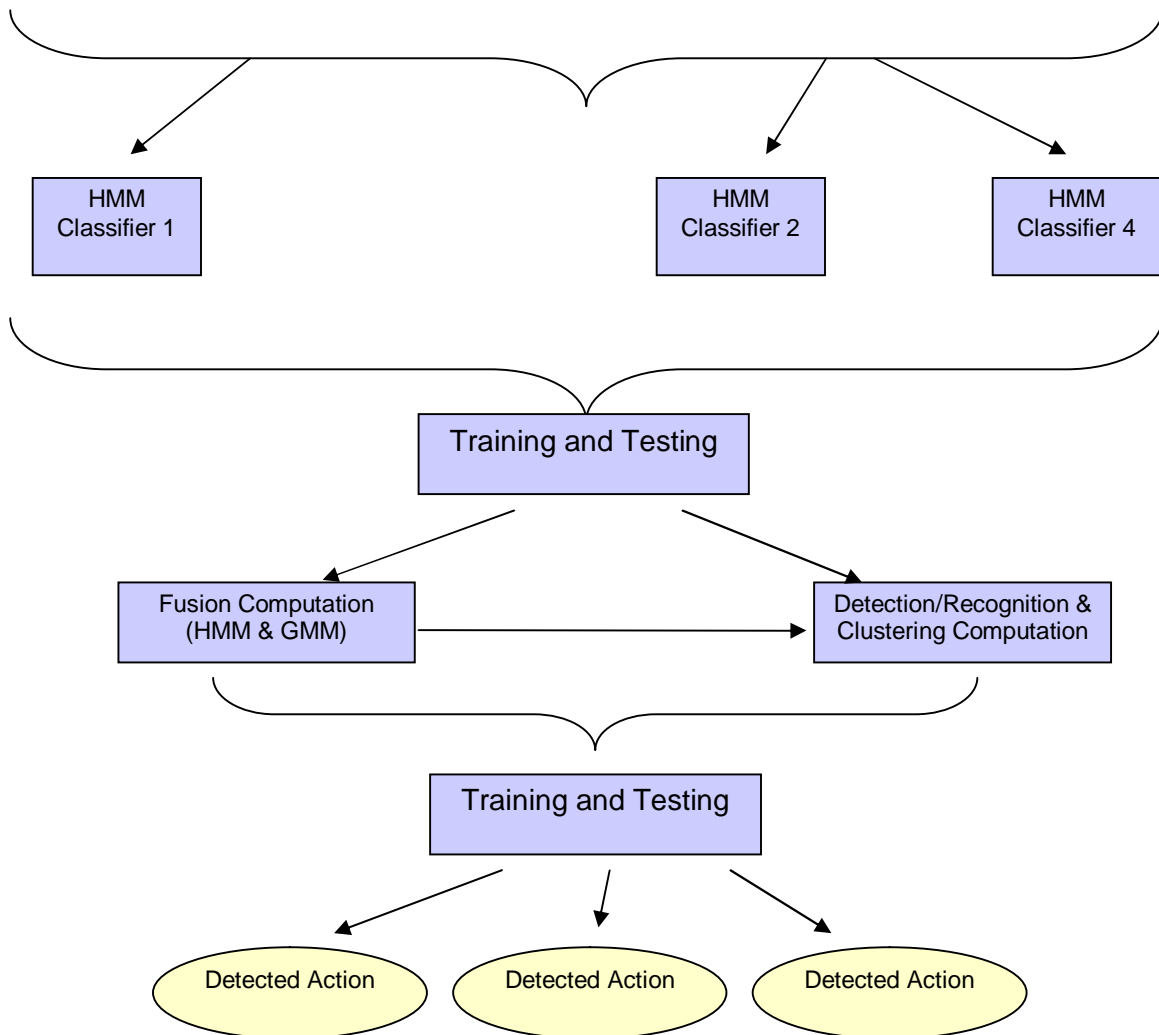 HMM
Classifier 1
HMM
Classifier 2
HMM
Classifier 4
Training and Testing
Fusion Computation
(HMM & GMM)
Detection/Recognition &
Clustering Computation
Training and Testing
Detected Action
Detected Action
Detected Action